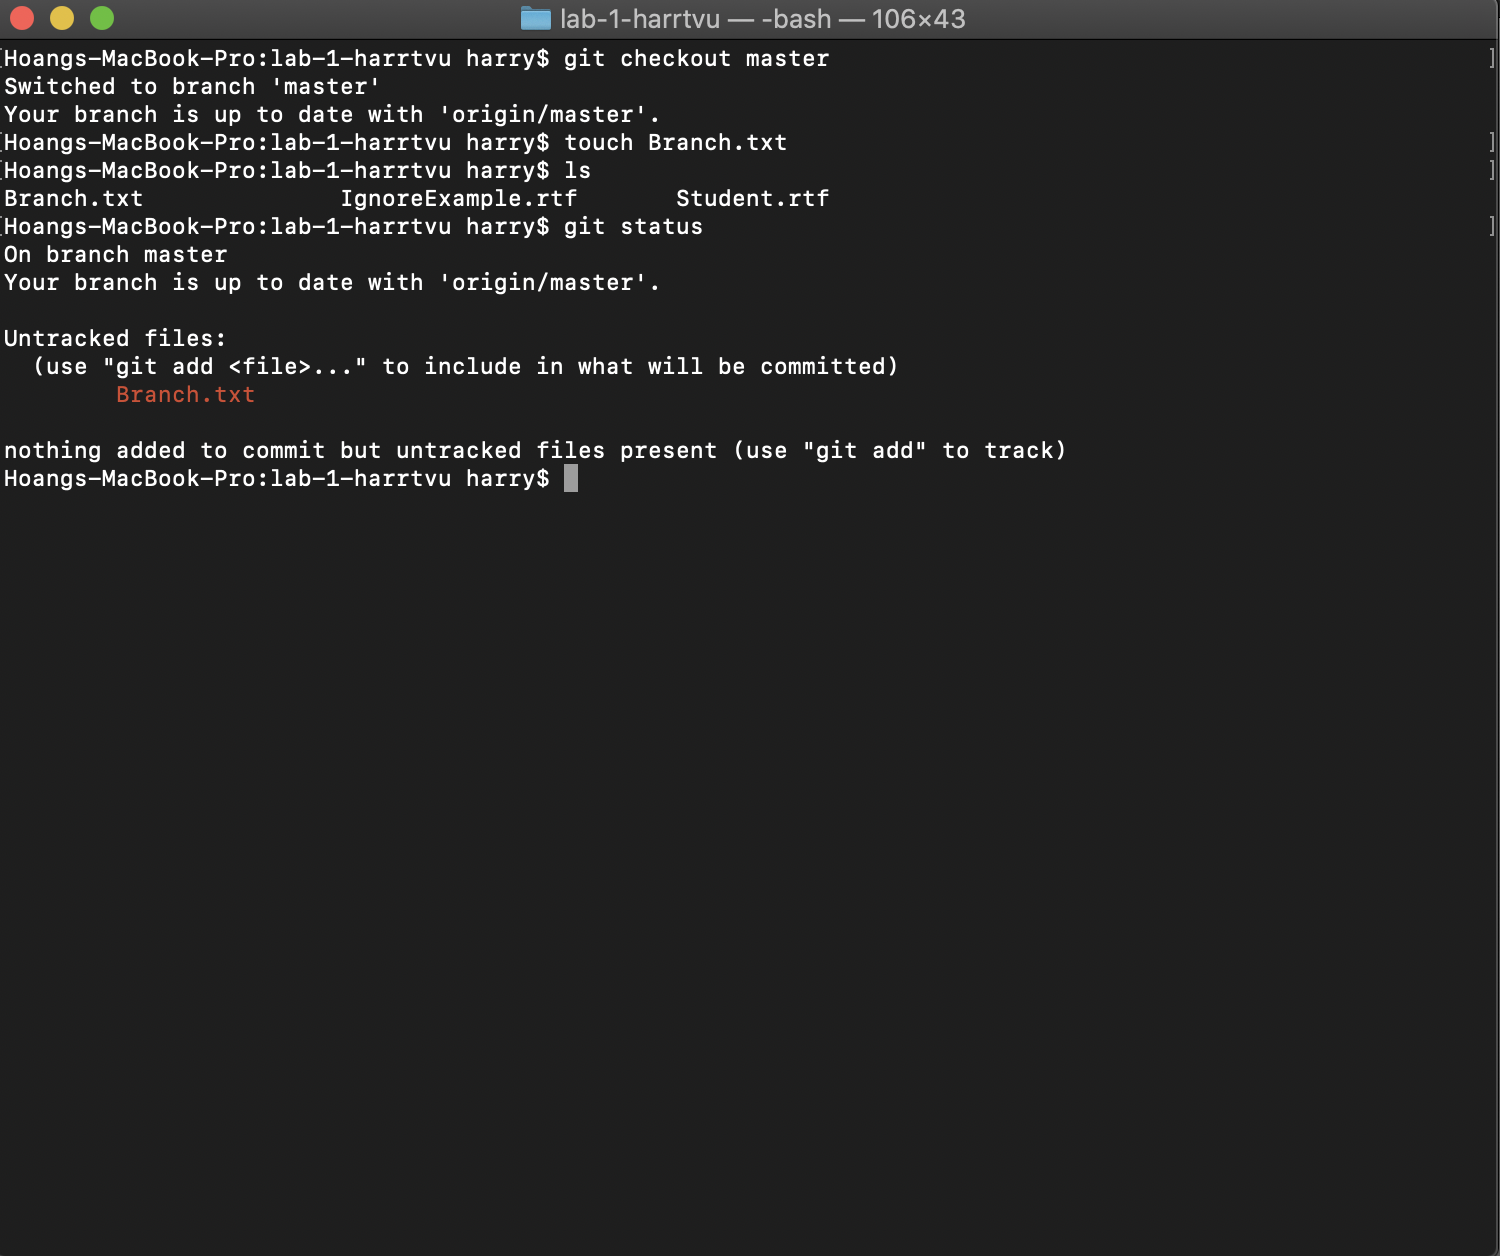 lab-1-harrtvu — -bash — 106×43
[Hoangs-MacBook-Pro:lab-1-harrtvu harry$ git checkout master ]
Switched to branch 'master'
Your branch is up to date with 'origin/master'.
[Hoangs-MacBook-Pro:lab-1-harrtvu harry$ touch Branch.txt ]
[Hoangs-MacBook-Pro:lab-1-harrtvu harry$ ls ]
Branch.txt IgnoreExample.rtf Student.rtf
[Hoangs-MacBook-Pro:lab-1-harrtvu harry$ git status ]
On branch master
Your branch is up to date with 'origin/master'.
Untracked files:
(use "git add <file>..." to include in what will be committed)
Branch.txt
nothing added to commit but untracked files present (use "git add" to track)
Hoangs-MacBook-Pro:lab-1-harrtvu harry$